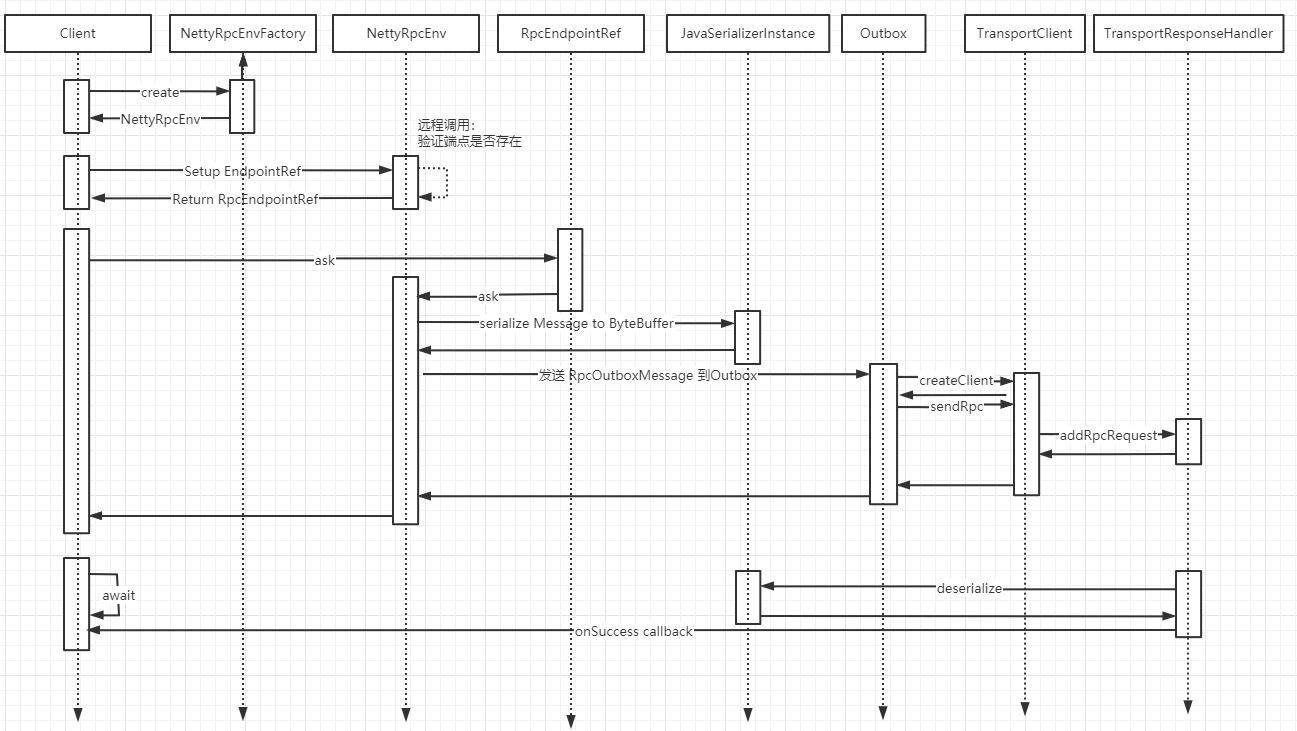 Client
NettyRpcEnvFactory
NettyRpcEnv
RpcEndpointRef
JavaSerializerInstance
Outbox
TransportClient
TransportResponseHandler
create
NettyRpcEnv
远程调用：
验证端点是否存在
Setup EndpointRef
Return RpcEndpointRef
ask
ask
serialize Message to ByteBuffer
发送 RpcOutboxMessage 到Outbox
createClient
sendRpc
addRpcRequest
await
deserialize
onSuccess callback